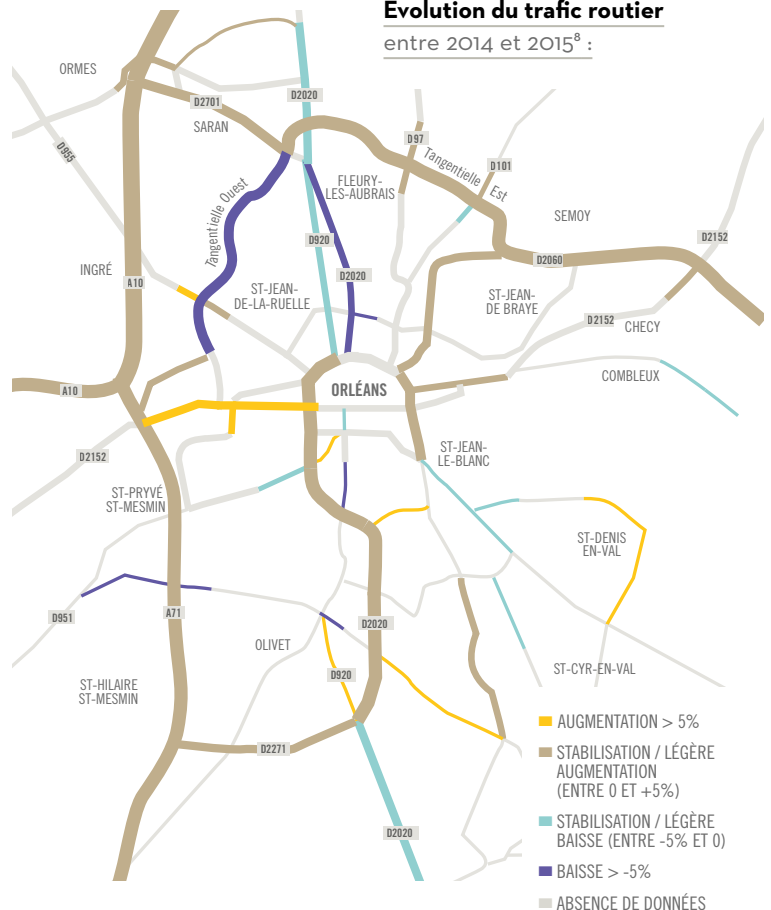 Evolution du trafic routier
entre 2014 et 2015⁸ :
ORMES
D2020
D2701
SARAN
D97
D955
Tangentielle Est
D101
FLEURY-
LES-AUBRAIS
Tangentielle Ouest
SEMOY
D920
D2152
D2060
INGRÉ
D2020
A10
ST-JEAN-
DE-LA-RUELLE
ST-JEAN-
DE BRAYE
D2152
CHECY
COMBLEUX
A10
ORLÉANS
D2152
ST-JEAN-
LE-BLANC
ST-PRYVÉ
ST-MESMIN
ST-DENIS
EN-VAL
D951
A71
D2020
OLIVET
D920
ST-CYR-EN-VAL
ST-HILAIRE
ST-MESMIN
D2271
D2020
AUGMENTATION > 5%
STABILISATION / LÉGÈRE
AUGMENTATION
(ENTRE 0 ET +5%)
STABILISATION / LÉGÈRE
BAISSE (ENTRE -5% ET 0)
BAISSE > -5%
ABSENCE DE DONNÉES